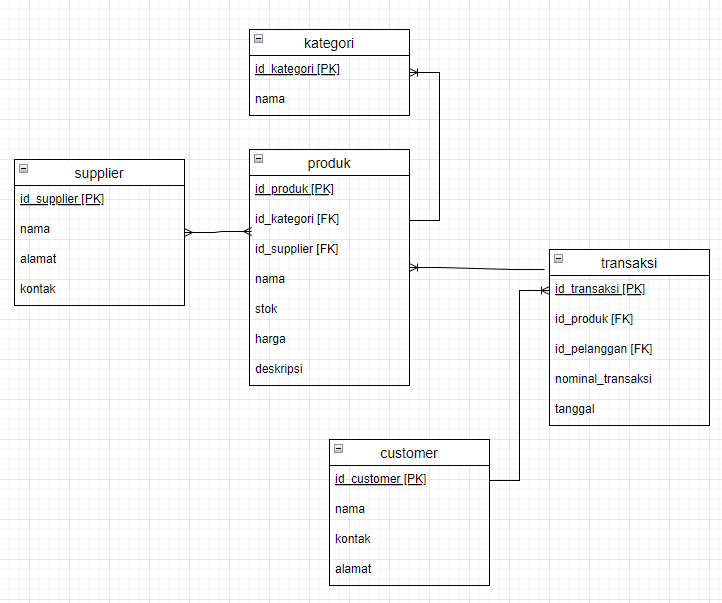 kategori
id_kategori [PK]
nama
supplier
id_supplier [PK]
nama
alamat
kontak
produk
id_produk [PK]
id_kategori [FK]
id_supplier [FK]
nama
stok
harga
deskripsi
transaksi
id_transaksi [PK]
id_produk [FK]
id_pelanggan [FK]
nominal_transaksi
tanggal
customer
id_customer [PK]
nama
kontak
alamat